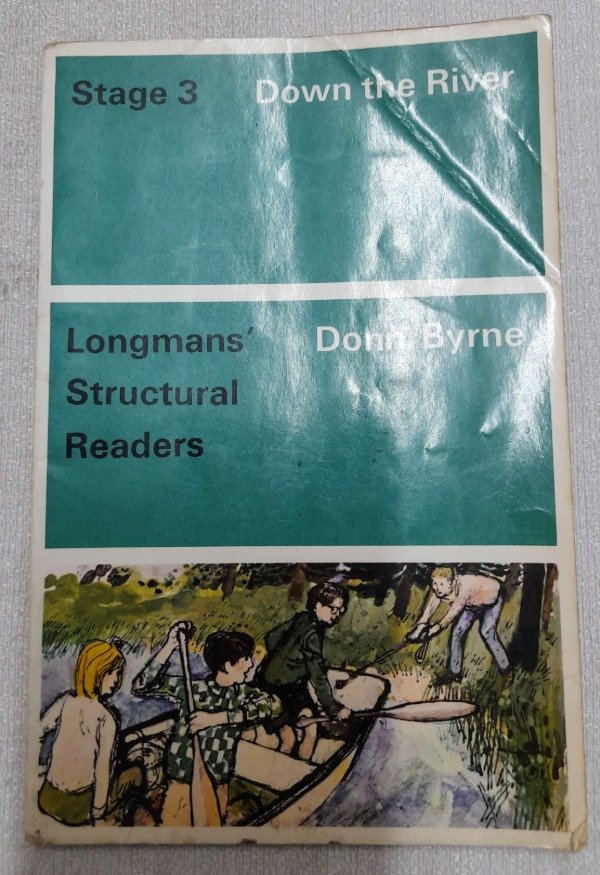 Stage 3 Down the River
Longmans' Donn Byrne
Structural
Readers